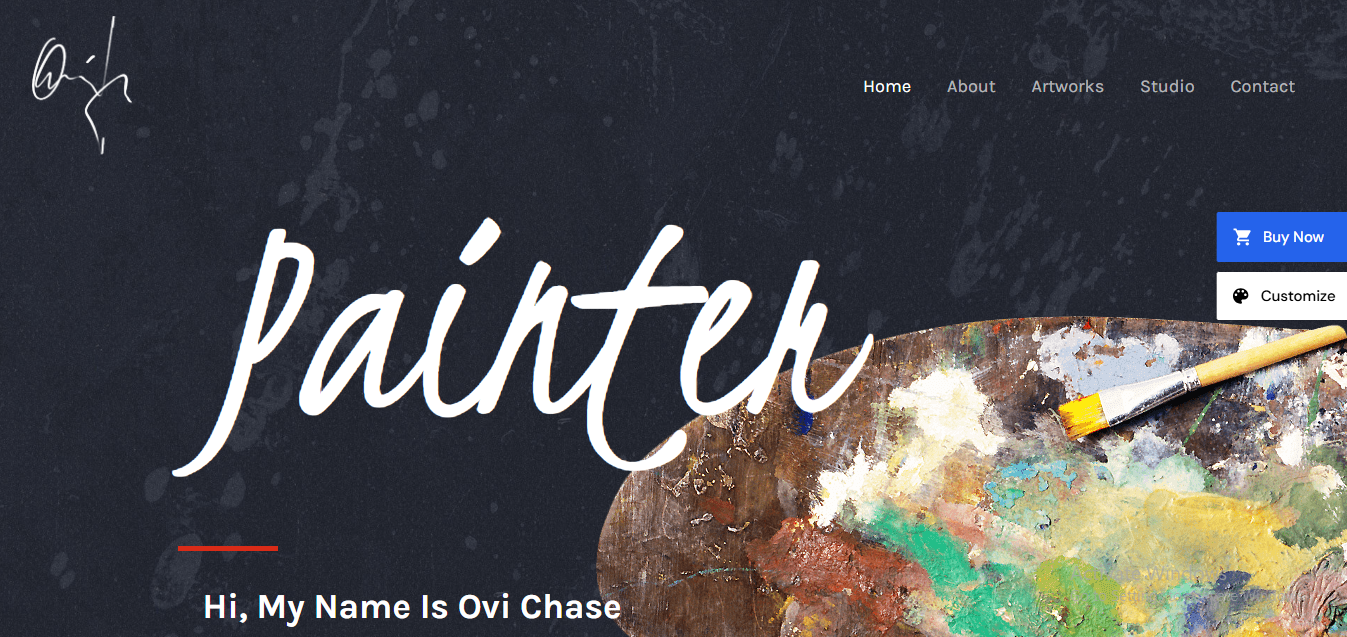 Home About Artworks Studio Contact
Painter
Buy Now
Customize
Hi, My Name Is Ovi Chase